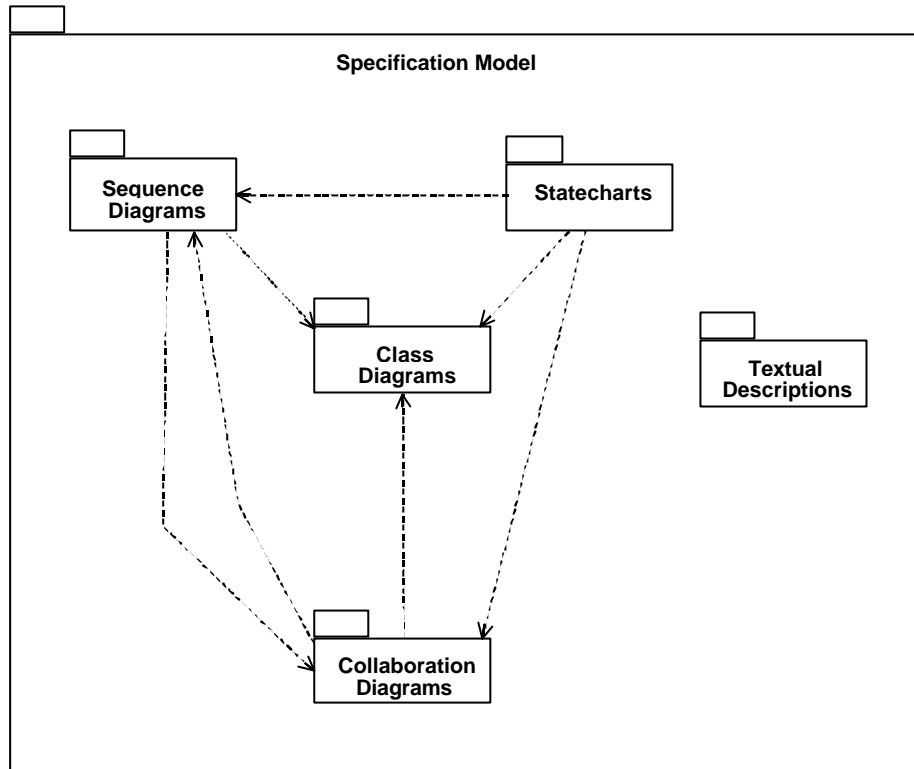 Specification Model
Sequence
Diagrams
Statecharts
Class
Diagrams
Textual
Descriptions
Collaboration
Diagrams